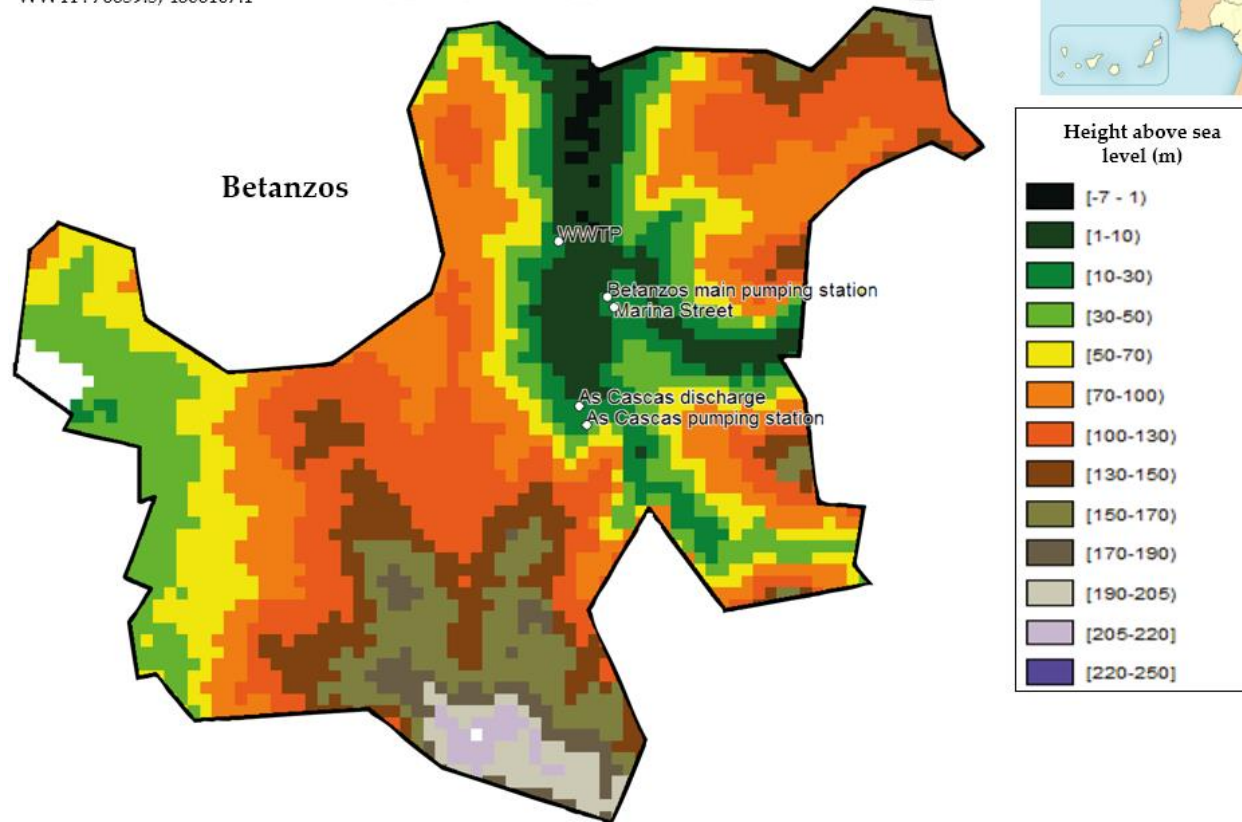 Betanzos
WWTP
Betanzos main pumping station
Marina Street
As Cascas discharge
As Cascas pumping station
Height above sea
level (m)
[-7 - 1)
[1-10)
[10-30)
[30-50)
[50-70)
[70-100)
[100-130)
[130-150)
[150-170)
[170-190)
[190-205)
[205-220]
[220-250]